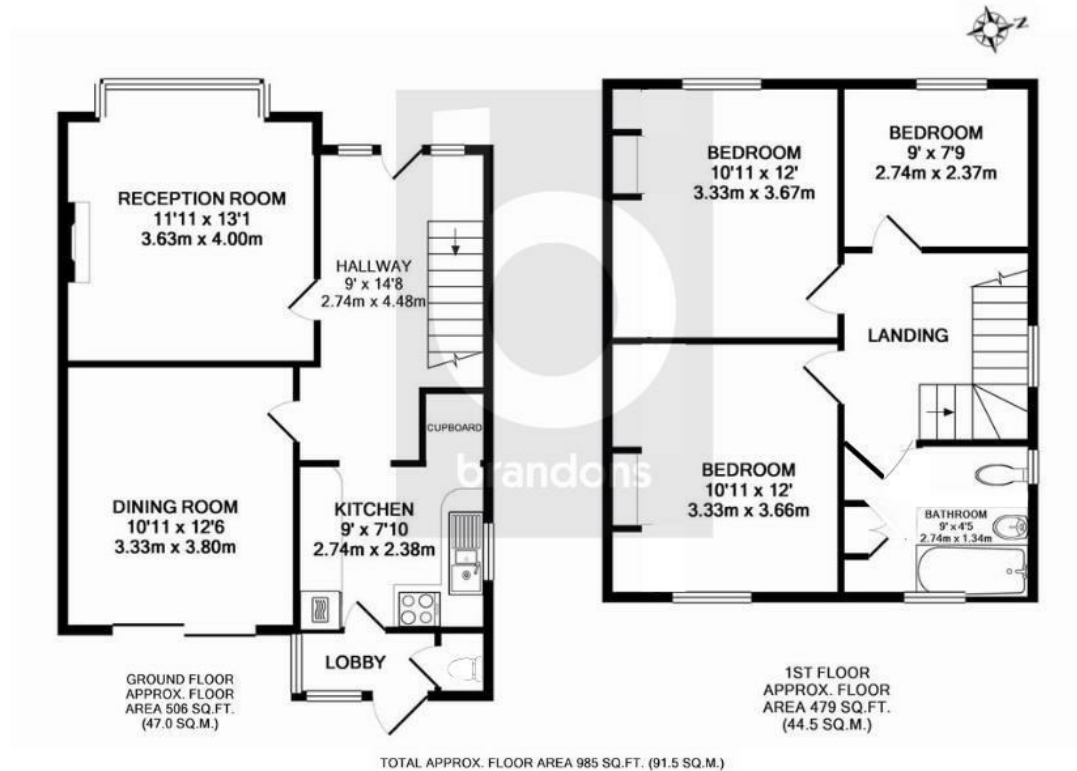 N
RECEPTION ROOM
11'11 x 13'1
3.63m x 4.00m
HALLWAY
9' x 14'8
2.74m x 4.48m
CUPBOARD
DINING ROOM
10'11 x 12'6
3.33m x 3.80m
KITCHEN
9' x 7'10
2.74m x 2.38m
LOBBY
GROUND FLOOR
APPROX. FLOOR
AREA 506 SQ.FT.
(47.0 SQ.M.)
b
brandons
BEDROOM
10'11 x 12'
3.33m x 3.67m
BEDROOM
9' x 7'9
2.74m x 2.37m
LANDING
BEDROOM
10'11 x 12'
3.33m x 3.66m
BATHROOM
9' x 4'5
2.74m x 1.34m
1ST FLOOR
APPROX. FLOOR
AREA 479 SQ.FT.
(44.5 SQ.M.)
TOTAL APPROX. FLOOR AREA 985 SQ.FT. (91.5 SQ.M.)